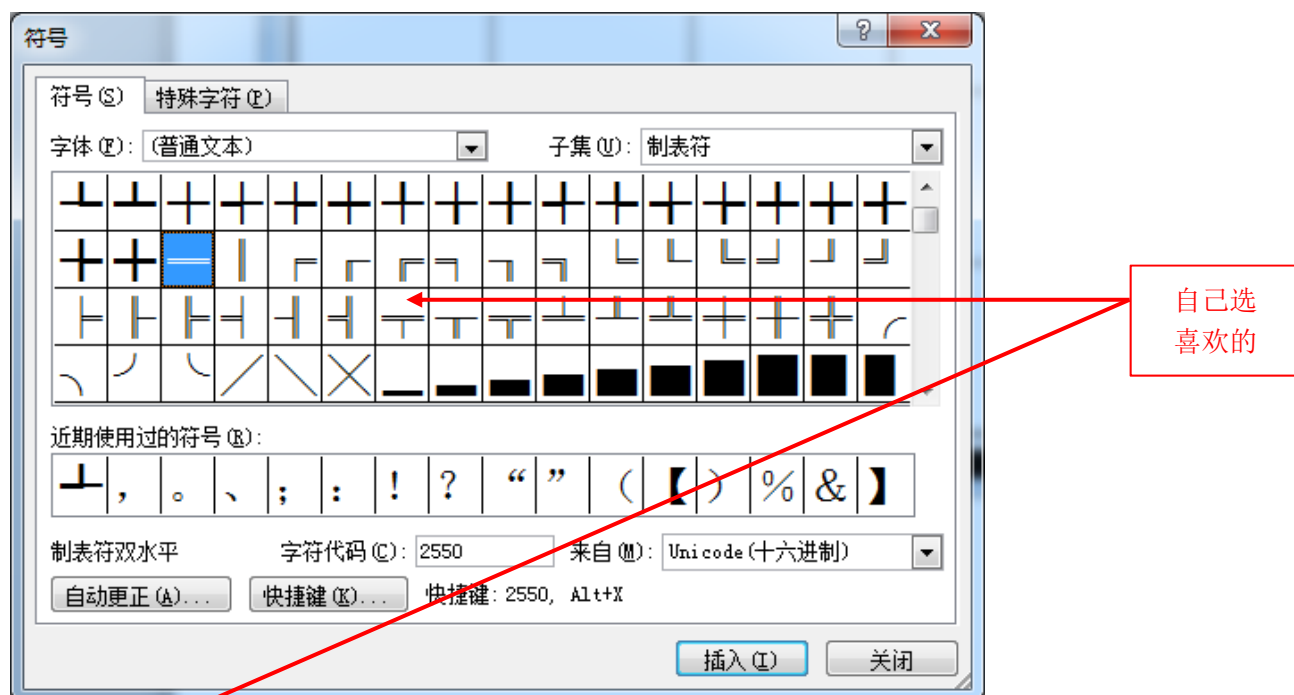 符号
符号(S) 特殊字符(P)
字体(F): (普通文本) 子集(U): 制表符
┺ ┻ ┼ ┽ ┾ ┿ ╀ ╁ ╂ ╃ ╄ ╅ ╆ ╇ ╈ ╉
╊ ╋ ═ ║ ╒ ╓ ╔ ╕ ╖ ╗ ╘ ╙ ╚ ╛ ╜ ╝
╞ ╟ ╠ ╡ ╢ ╣ ╤ ╥ ╦ ╧ ╨ ╩ ╪ ╫ ╬ ╭
╮ ╯ ╰ ╱ ╲ ╳ ▁ ▂ ▃ ▄ ▅ ▆ ▇ █ ▉ ▊
自己选
喜欢的
近期使用过的符号(R):
┹ , 。 、 ; : ! ? “ ” ( 【 ) % & 】
制表符双水平 字符代码(C): 2550 来自(M): Unicode(十六进制)
自动更正(A)... 快捷键(K)... 快捷键: 2550, Alt+X
插入(I) 关闭